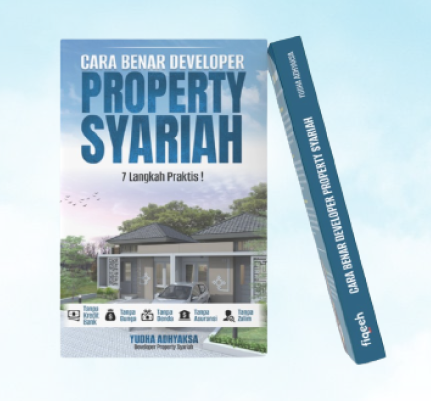 CARA BENAR DEVELOPER
PROPERTY
SYARIAH
7 Langkah Praktis !
Tanpa
Kredit
Bank
Tanpa
Bunga
Tanpa
Denda
Tanpa
Asuransi
Tanpa
Zalim
YUDHA ADHYAKSA
Developer Property Syariah
YUDHA ADHYAKSA
CARA BENAR DEVELOPER PROPERTY SYARIAH
fiqeeh